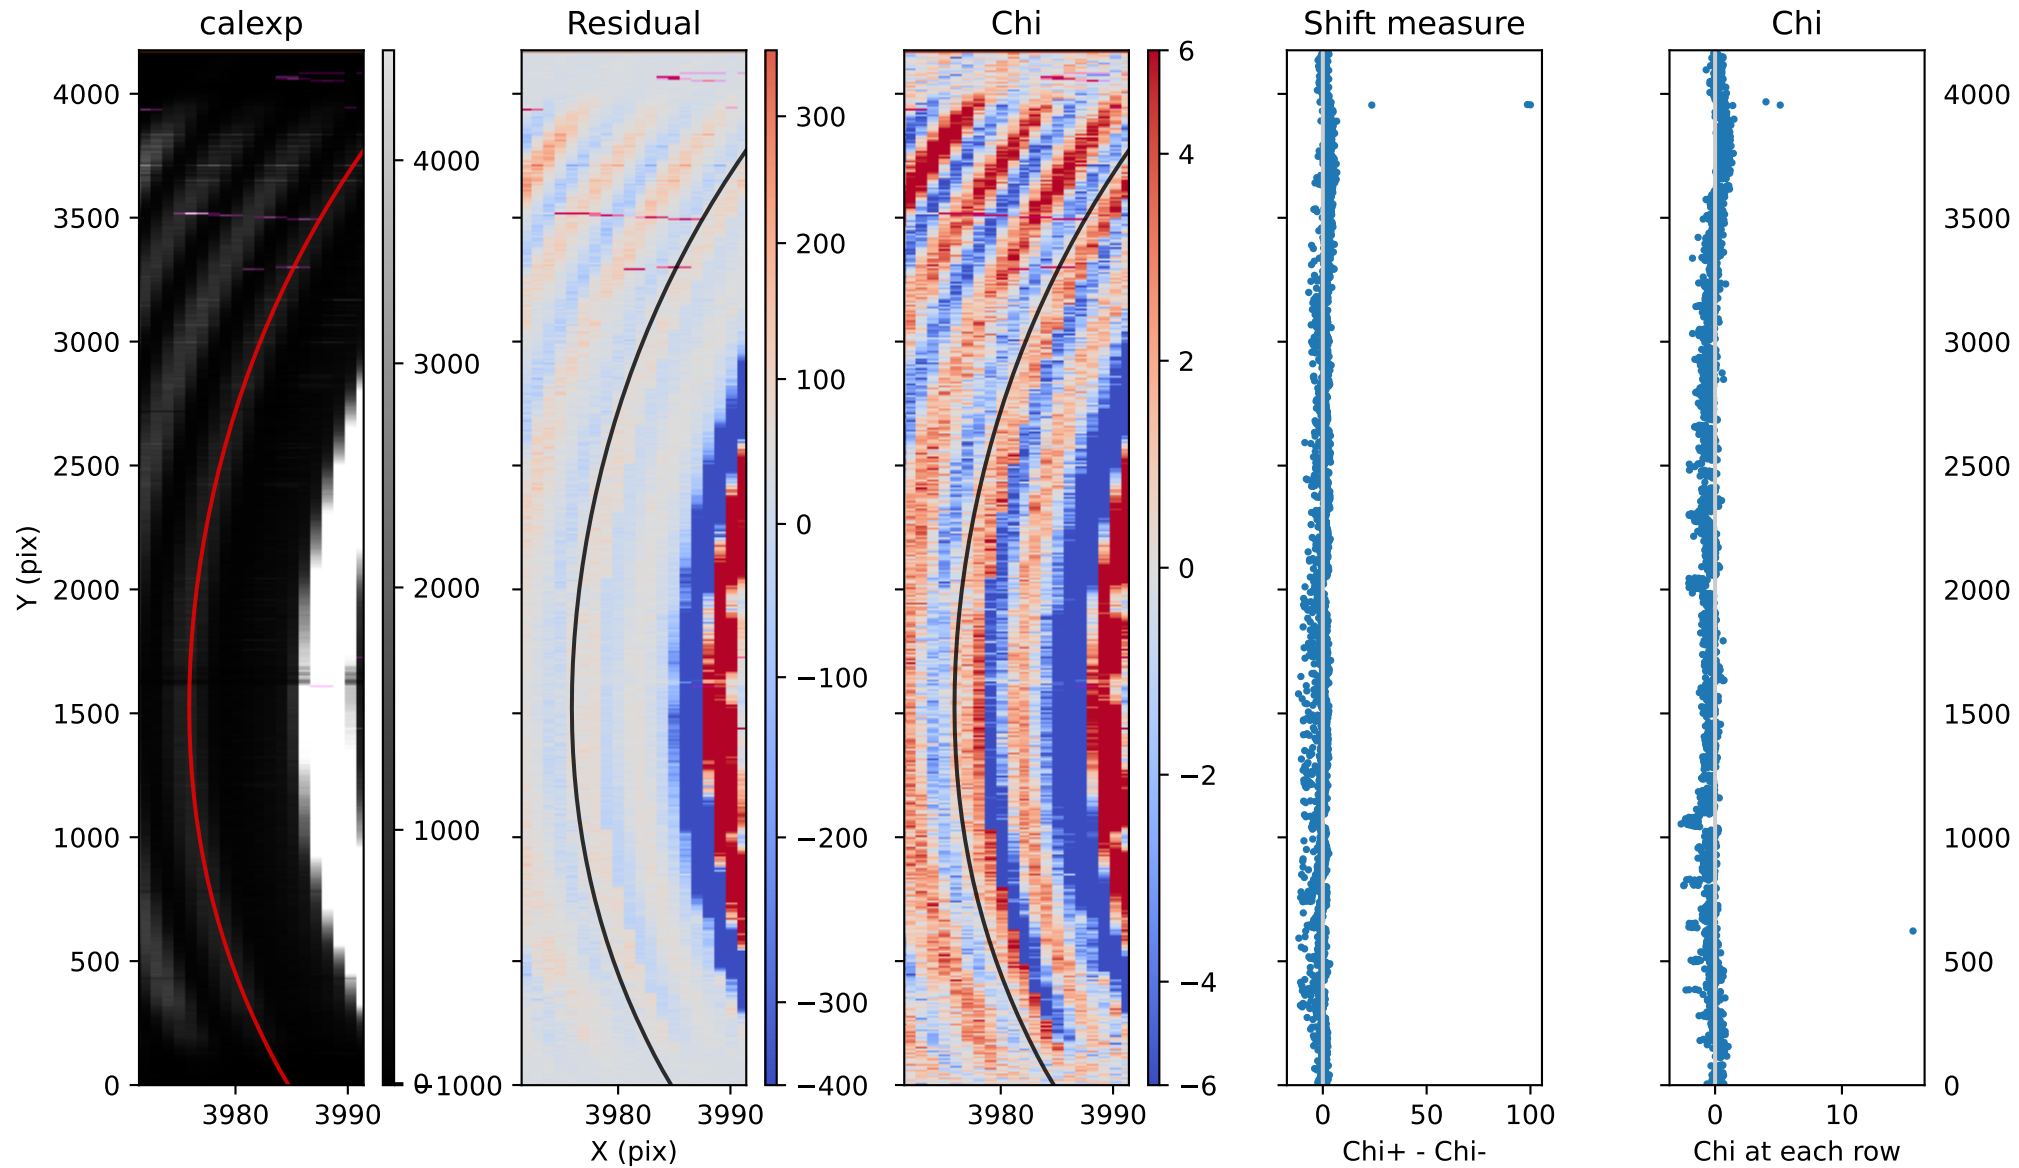 calexp Residual Chi Shift measure Chi
4000 3500 3000 2500 2000 1500 1000 500 0
Y (pix)
3980 3990
4000 3000 2000 1000 0 −1000
3980 3990
X (pix)
300 200 100 0 −100 −200 −300 −400
3980 3990
6 4 2 0 −2 −4 −6
0 50 100
Chi+ - Chi-
0 10
Chi at each row
4000 3500 3000 2500 2000 1500 1000 500 0